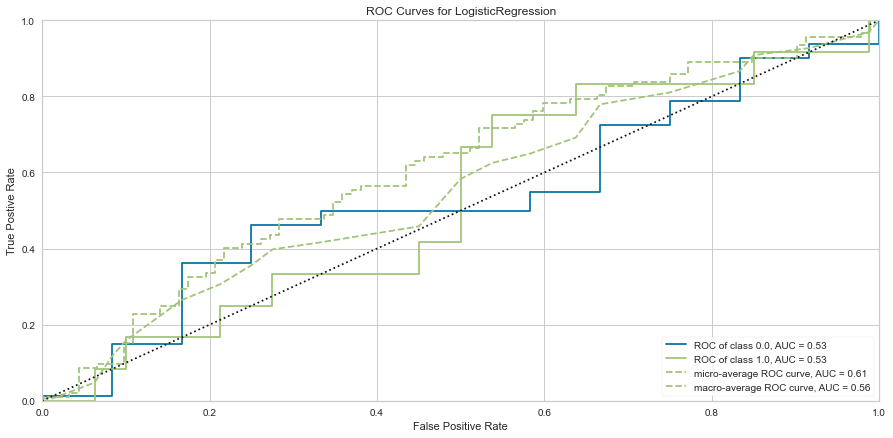 ROC Curves for LogisticRegression
1.0
0.8
0.6
0.4
0.2
0.0
True Postive Rate
ROC of class 0.0, AUC = 0.53
ROC of class 1.0, AUC = 0.53
micro-average ROC curve, AUC = 0.61
macro-average ROC curve, AUC = 0.56
0.0 0.2 0.4 0.6 0.8 1.0
False Positive Rate